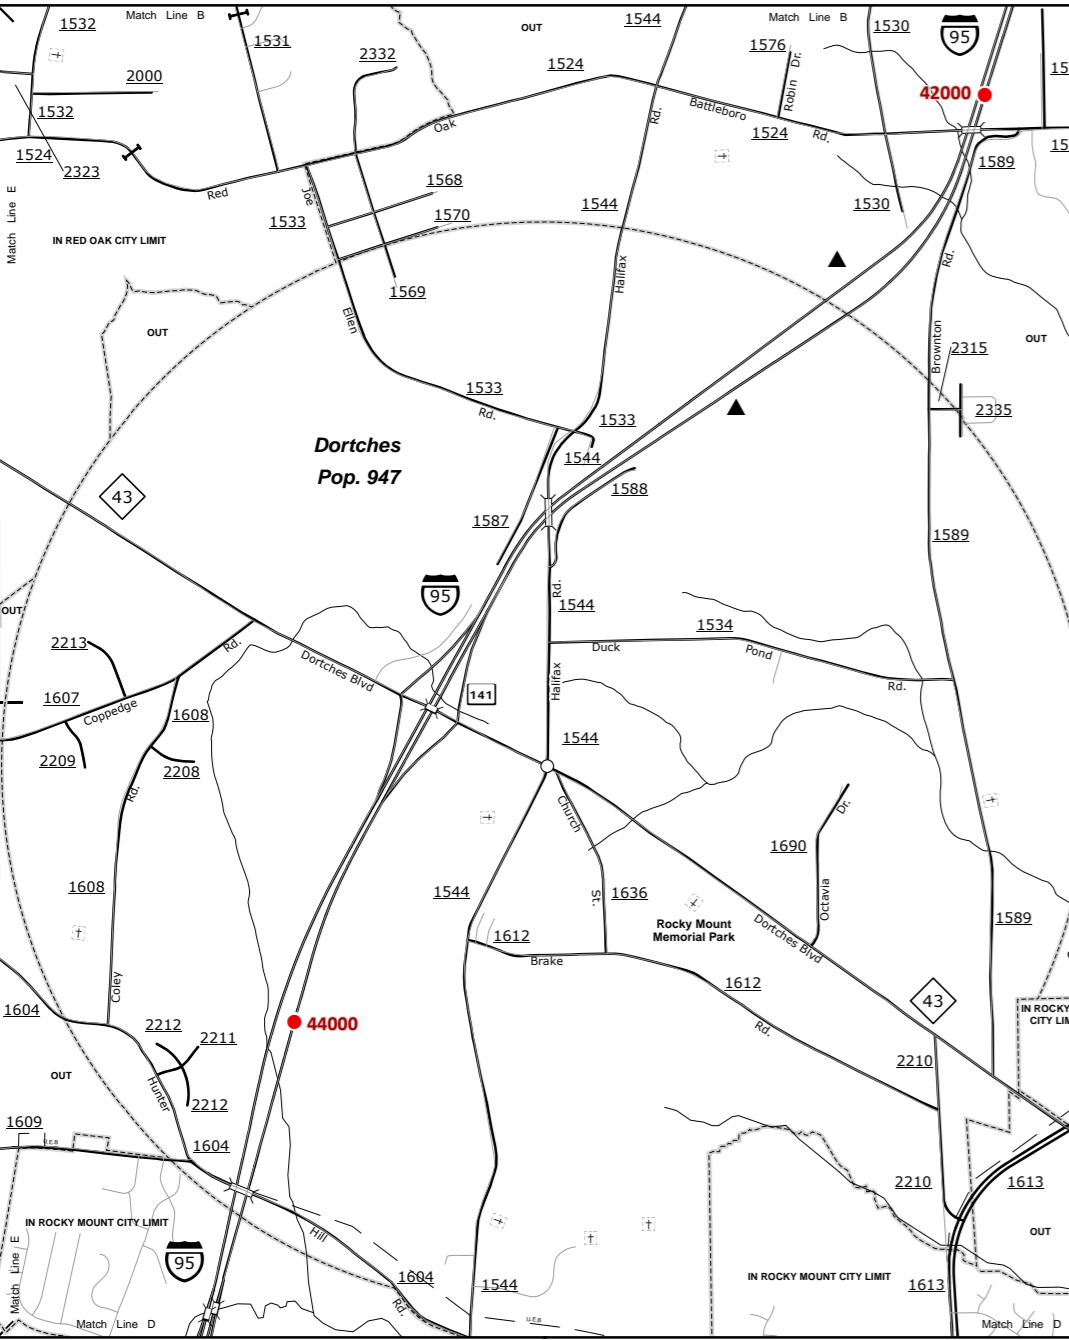 Match Line B
Match Line B
1532
1531
2332
1544
OUT
1524
1576
1530
95
42000
2000
1532
1524
2323
Oak
Rd.
Battleboro
1524
Rd.
Robin Dr.
15
15
1589
Red
Joe
1568
1570
1533
1544
1530
Match Line E
IN RED OAK CITY LIMIT
1569
Halifax
Rd.
OUT
Ellen
Brownton
2315
OUT
2335
1533
Rd.
1533
1544
Dortches
Pop. 947
43
1588
1587
1589
95
OUT
Rd.
1544
1534
Duck
Pond
Rd.
2213
Rd.
Dortches Blvd
Halifax
141
1607
Coppedge
1608
1544
2209
2208
Rd.
Church
1690
Dr.
1608
1544
St.
1636
Octavia
Rocky Mount
Memorial Park
Dortches Blvd
1589
1612
Brake
1612
Rd.
Coley
1604
44000
43
IN ROCKY
CITY LIM
2212
2211
2210
OUT
Hunter
2212
1609
U.E.B
1604
2210
1613
IN ROCKY MOUNT CITY LIMIT
Hill
OUT
95
1604
1544
IN ROCKY MOUNT CITY LIMIT
1613
Rd.
Match Line E
U.E.B
Match Line D
Match Line D